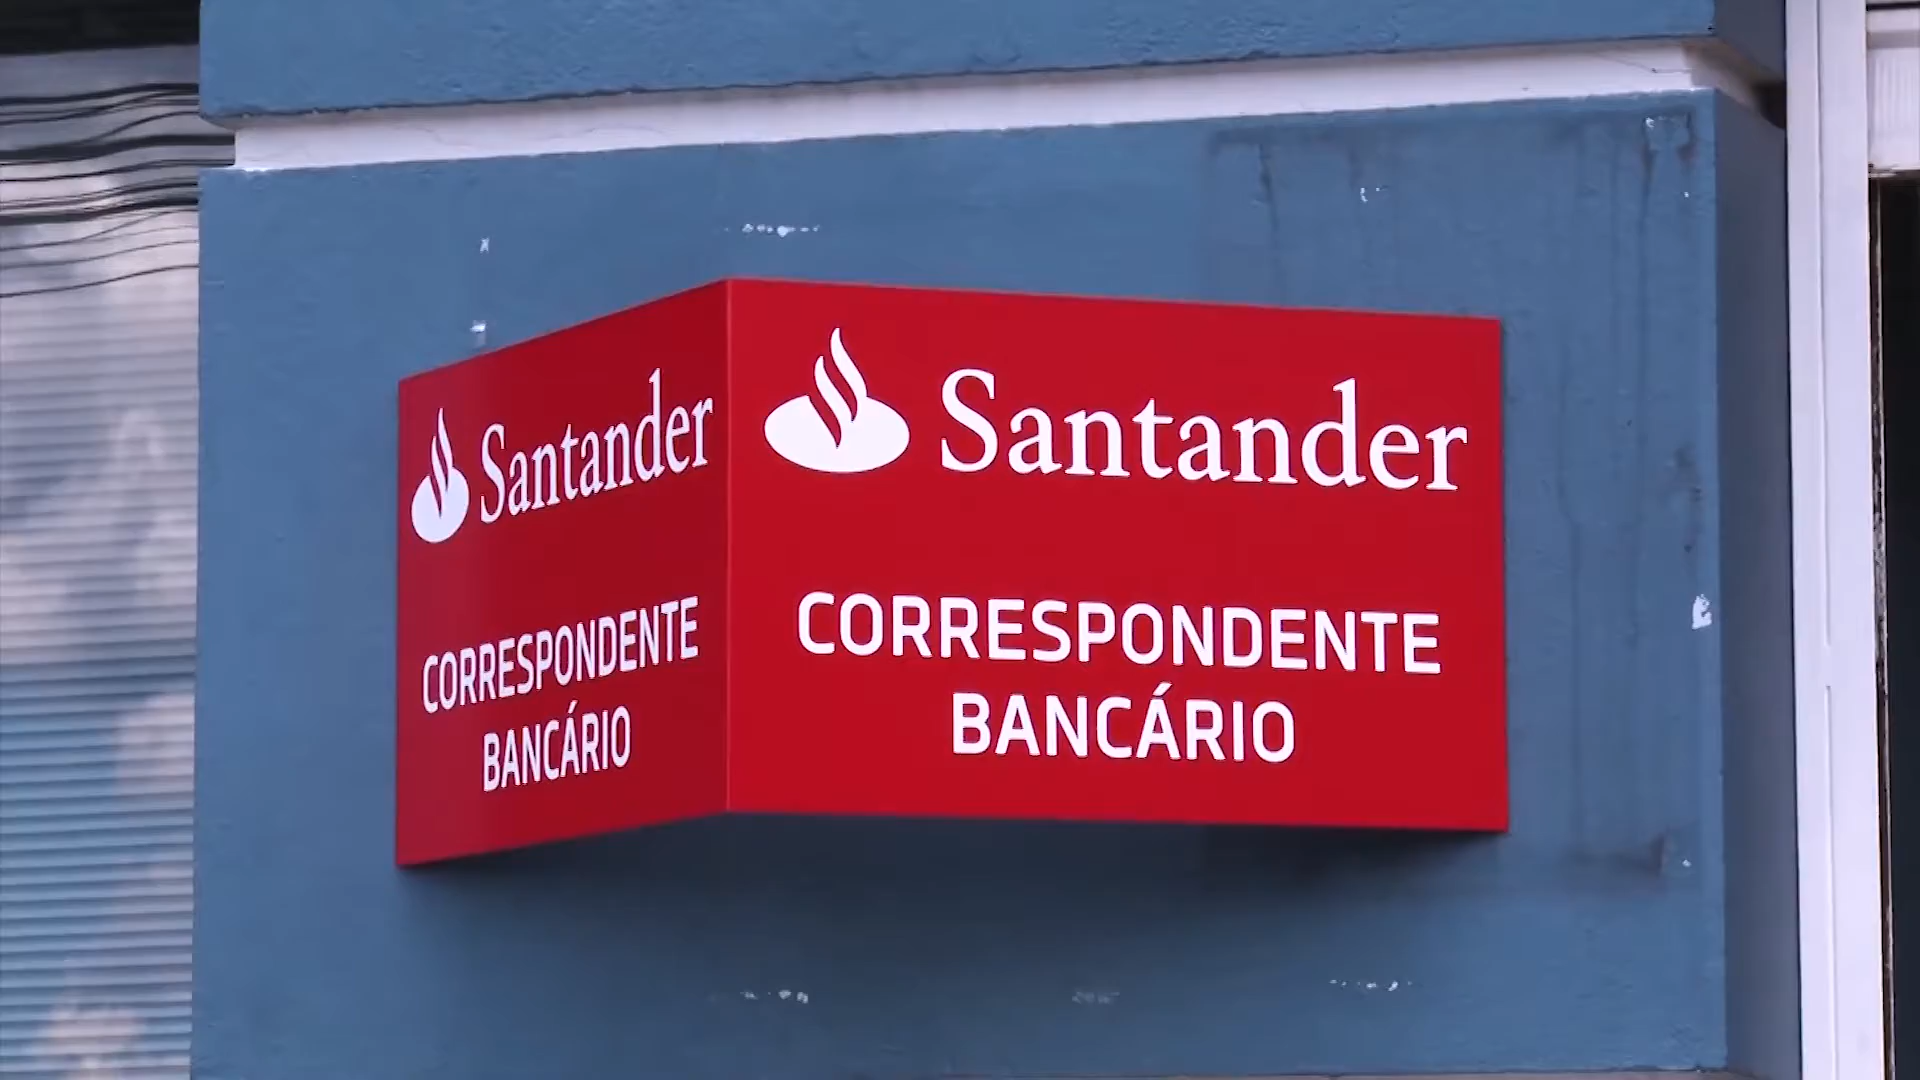 Santander
CORRESPONDENTE
BANCÁRIO
Santander
CORRESPONDENTE
BANCÁRIO